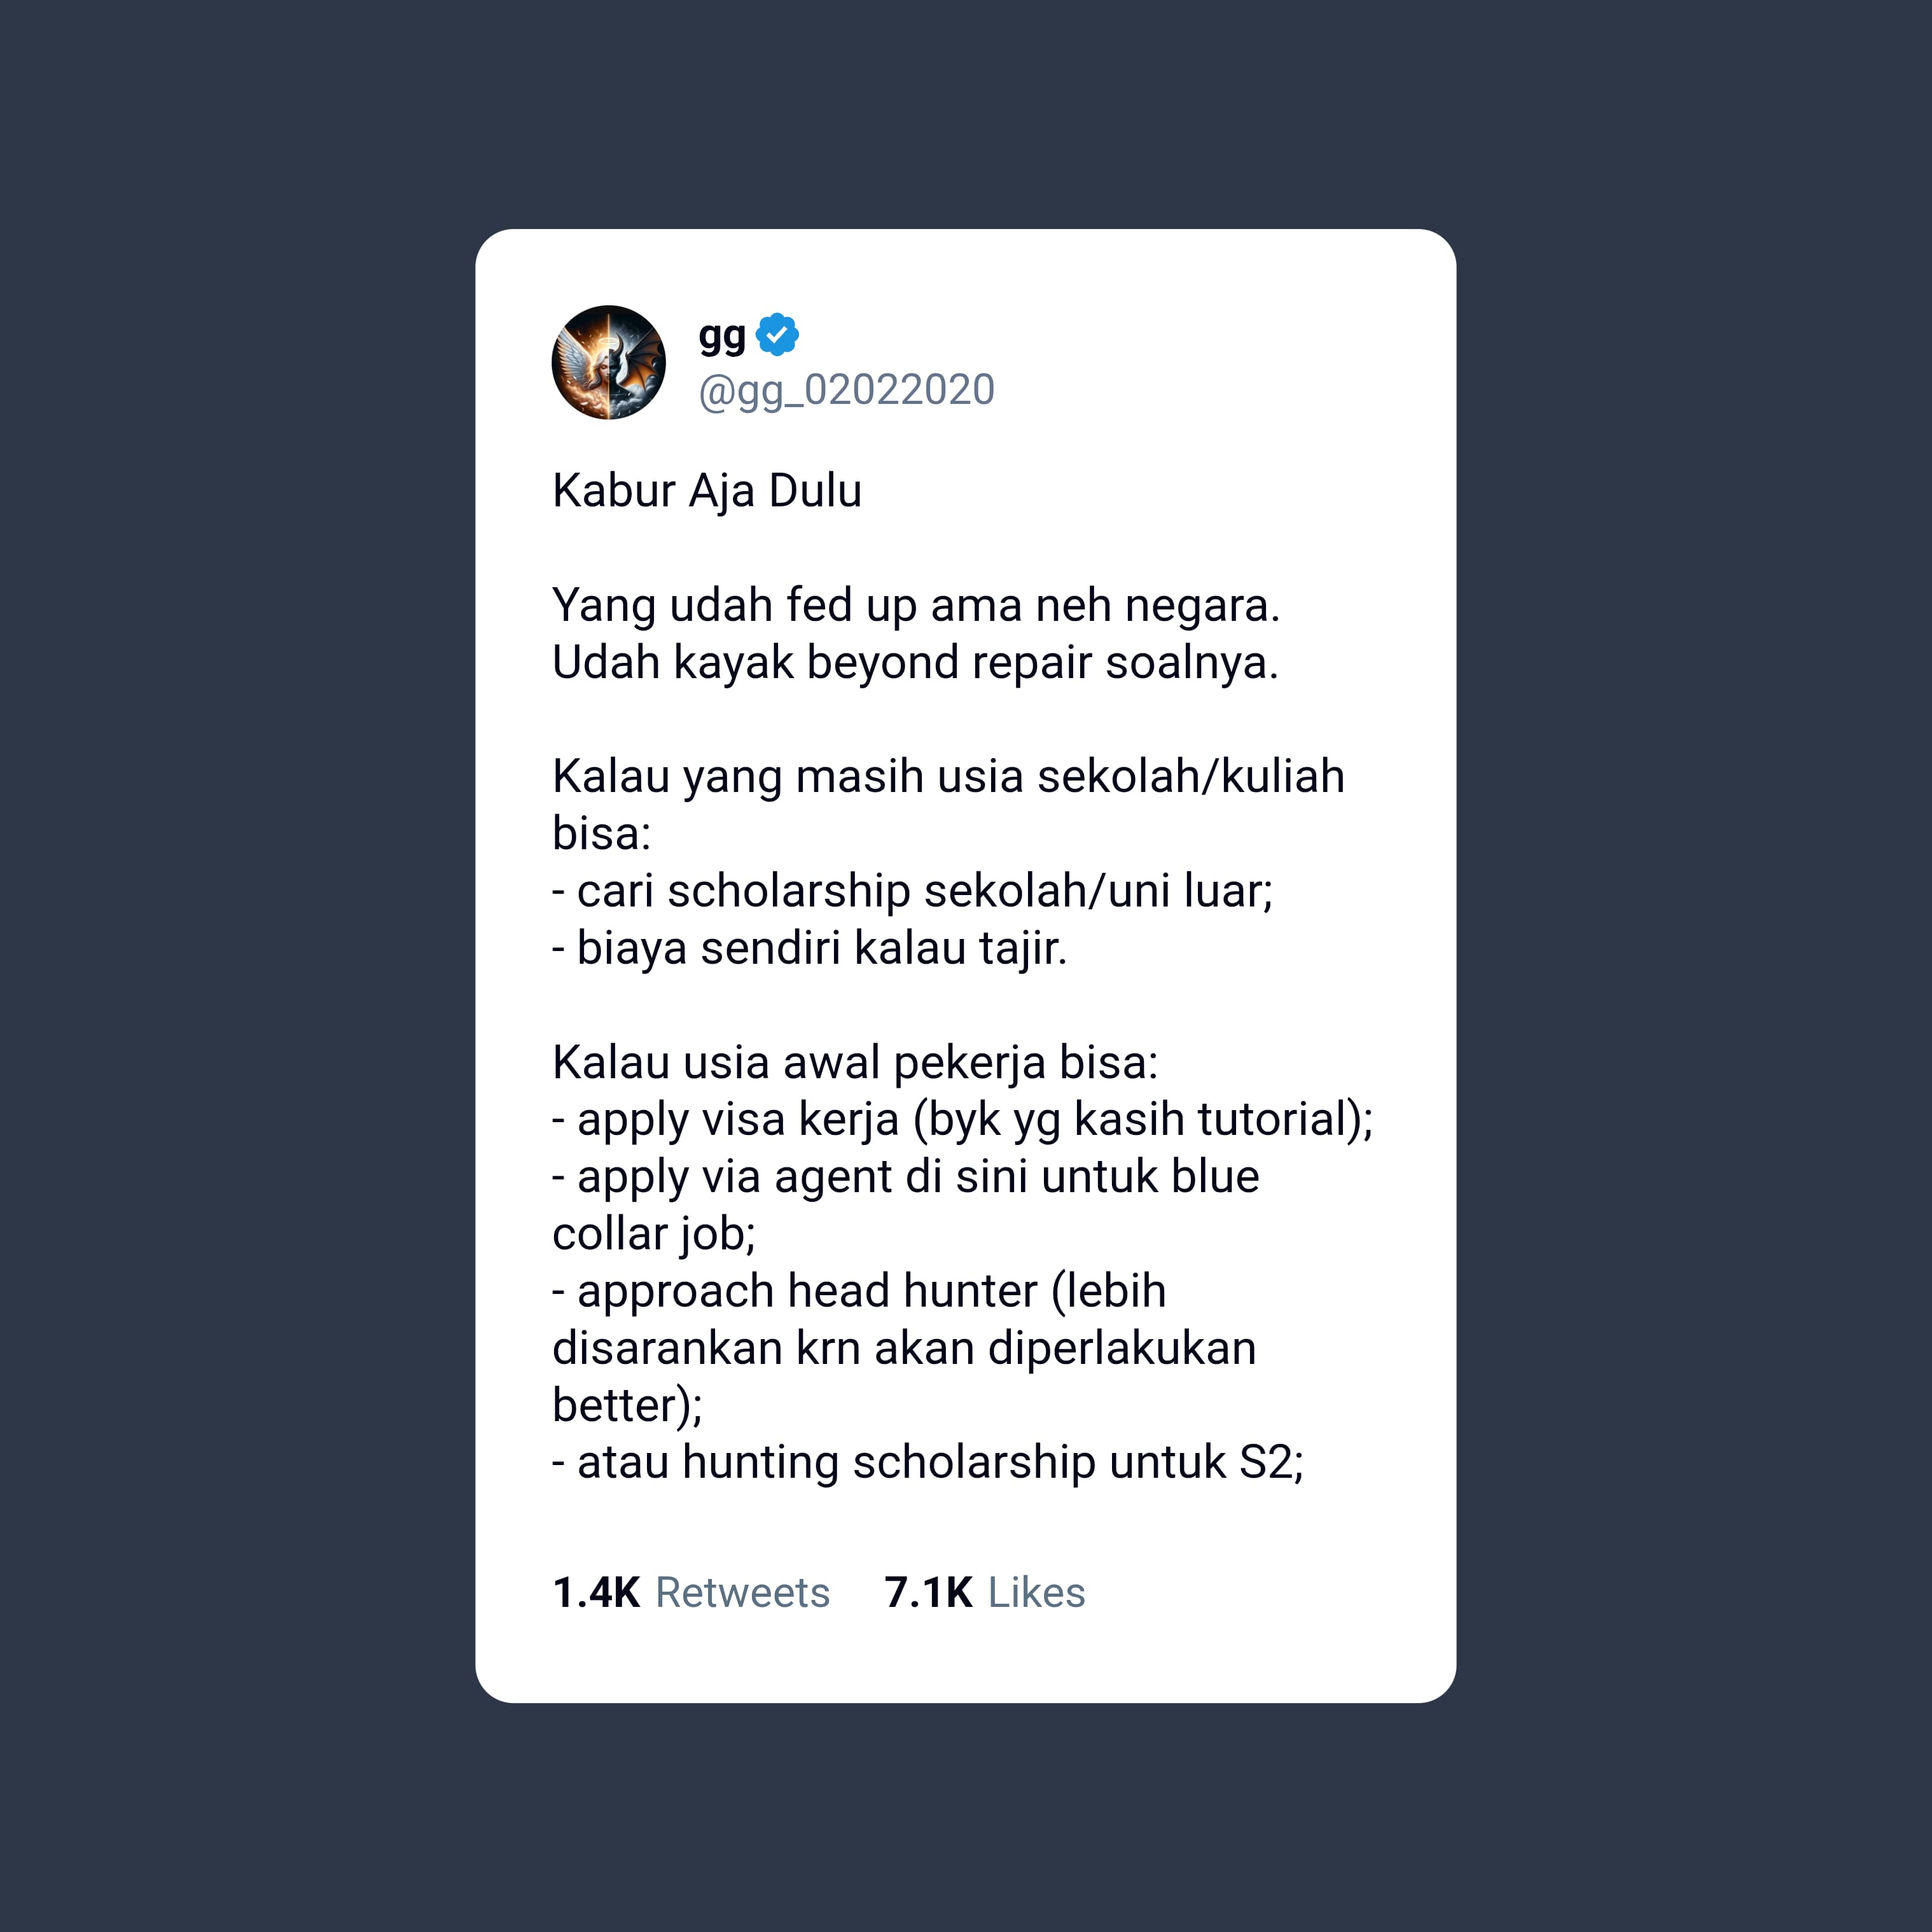 gg
@gg_02022020
Kabur Aja Dulu
Yang udah fed up ama neh negara.
Udah kayak beyond repair soalnya.
Kalau yang masih usia sekolah/kuliah
bisa:
- cari scholarship sekolah/uni luar;
- biaya sendiri kalau tajir.
Kalau usia awal pekerja bisa:
- apply visa kerja (byk yg kasih tutorial);
- apply via agent di sini untuk blue
collar job;
- approach head hunter (lebih
disarankan krn akan diperlakukan
better);
- atau hunting scholarship untuk S2;
1.4K Retweets 7.1K Likes